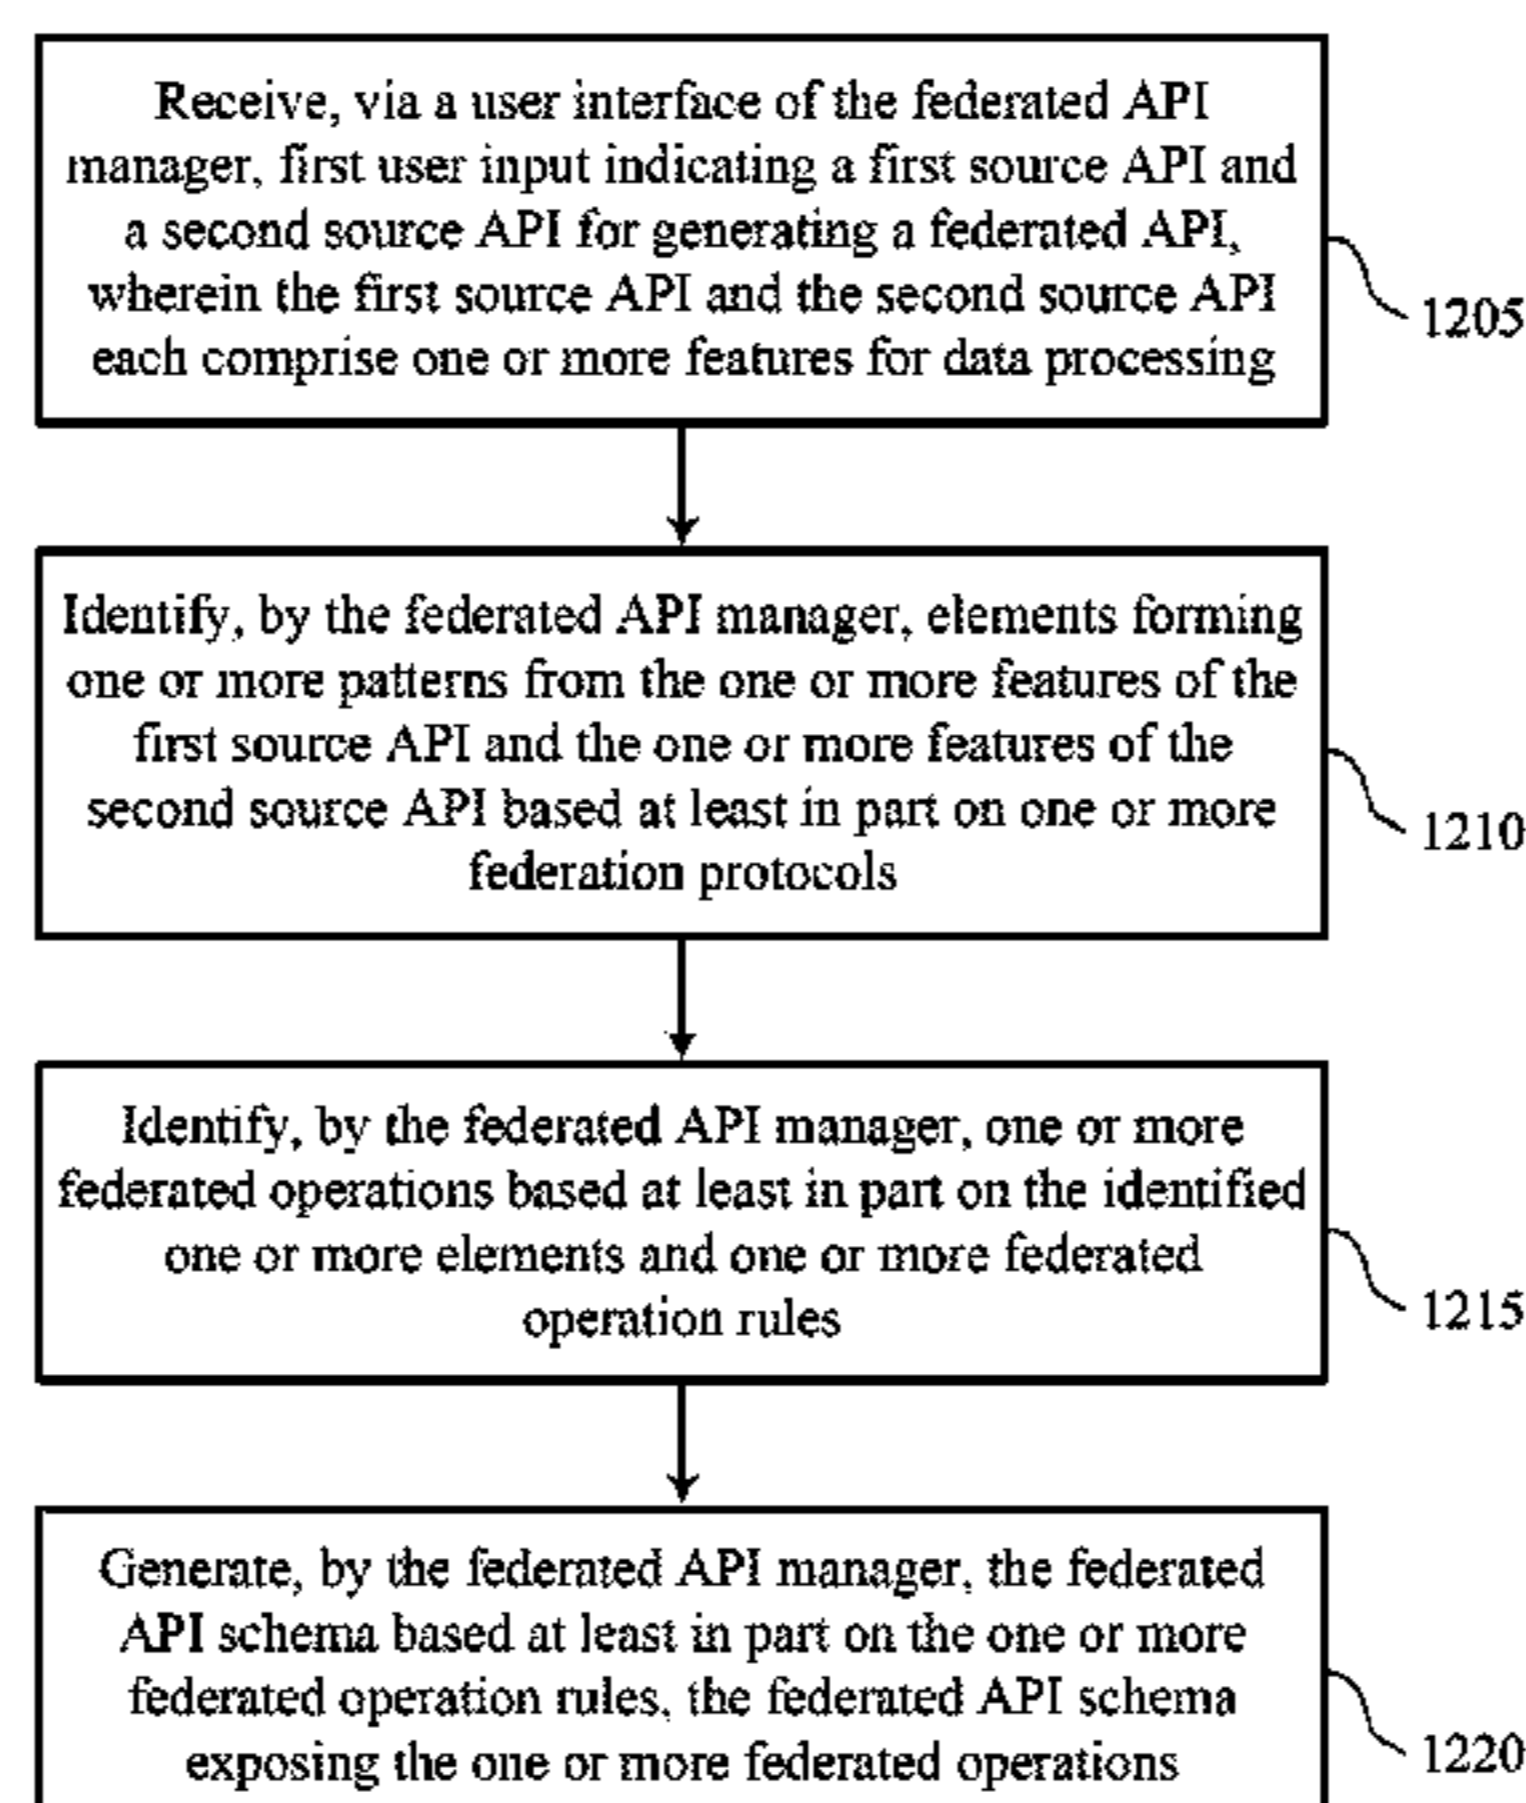 Receive, via a user interface of the federated API
manager, first user input indicating a first source API and
a second source API for generating a federated API,
wherein the first source API and the second source API
each comprise one or more features for data processing
1205
Identify, by the federated API manager, elements forming
one or more patterns from the one or more features of the
first source API and the one or more features of the
second source API based at least in part on one or more
federation protocols
1210
Identify, by the federated API manager, one or more
federated operations based at least in part on the identified
one or more elements and one or more federated
operation rules
1215
Generate, by the federated API manager, the federated
API schema based at least in part on the one or more
federated operation rules, the federated API schema
exposing the one or more federated operations
1220